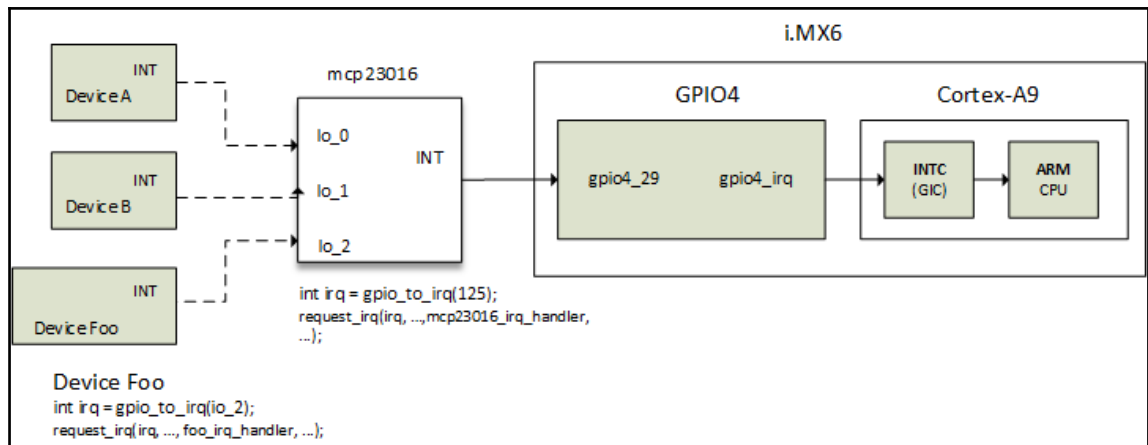 i.MX6
INT
Device A
mcp23016
GPIO4
Cortex-A9
Io_0
INT
INT
Device B
Io_1
gpio4_29
gpio4_irq
INTC
(GIC)
ARM
CPU
Io_2
INT
Device Foo
int irq = gpio_to_irq(125);
request_irq(irq, ...,mcp23016_irq_handler,
...);
Device Foo
int irq = gpio_to_irq(io_2);
request_irq(irq, ..., foo_irq_handler, ...);